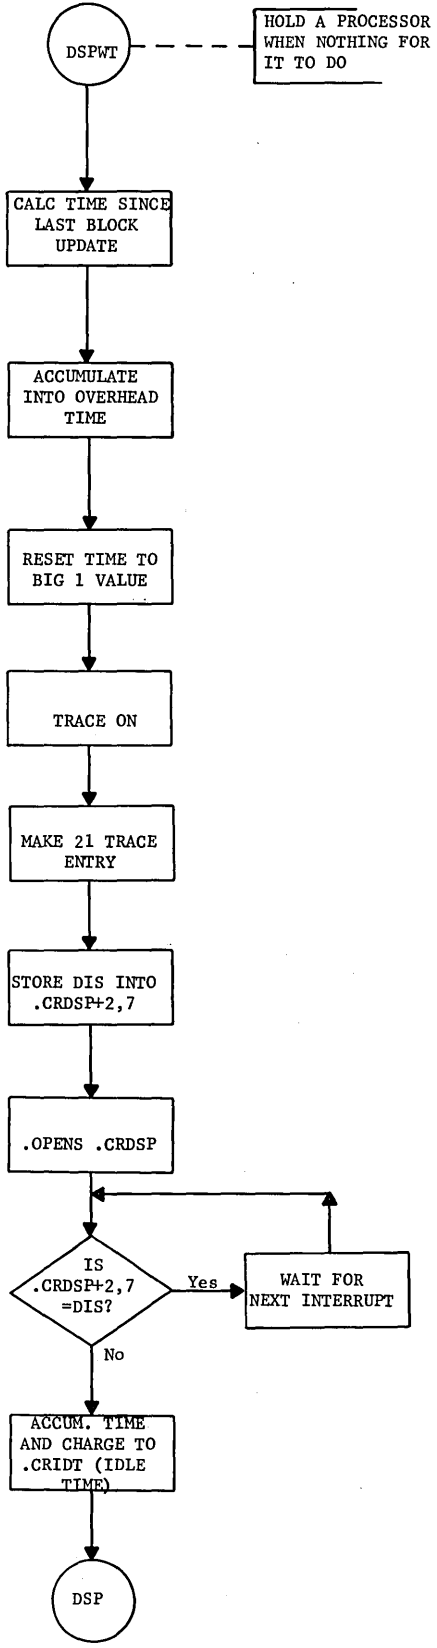 DSPWT
HOLD A PROCESSOR
WHEN NOTHING FOR
IT TO DO
CALC TIME SINCE
LAST BLOCK
UPDATE
ACCUMULATE
INTO OVERHEAD
TIME
RESET TIME TO
BIG 1 VALUE
TRACE ON
MAKE 21 TRACE
ENTRY
STORE DIS INTO
.CRDSP+2,7
.OPENS .CRDSP
IS
.CRDSP+2,7
=DIS?
Yes
WAIT FOR
NEXT INTERRUPT
No
ACCUM. TIME
AND CHARGE TO
.CRIDT (IDLE
TIME)
DSP